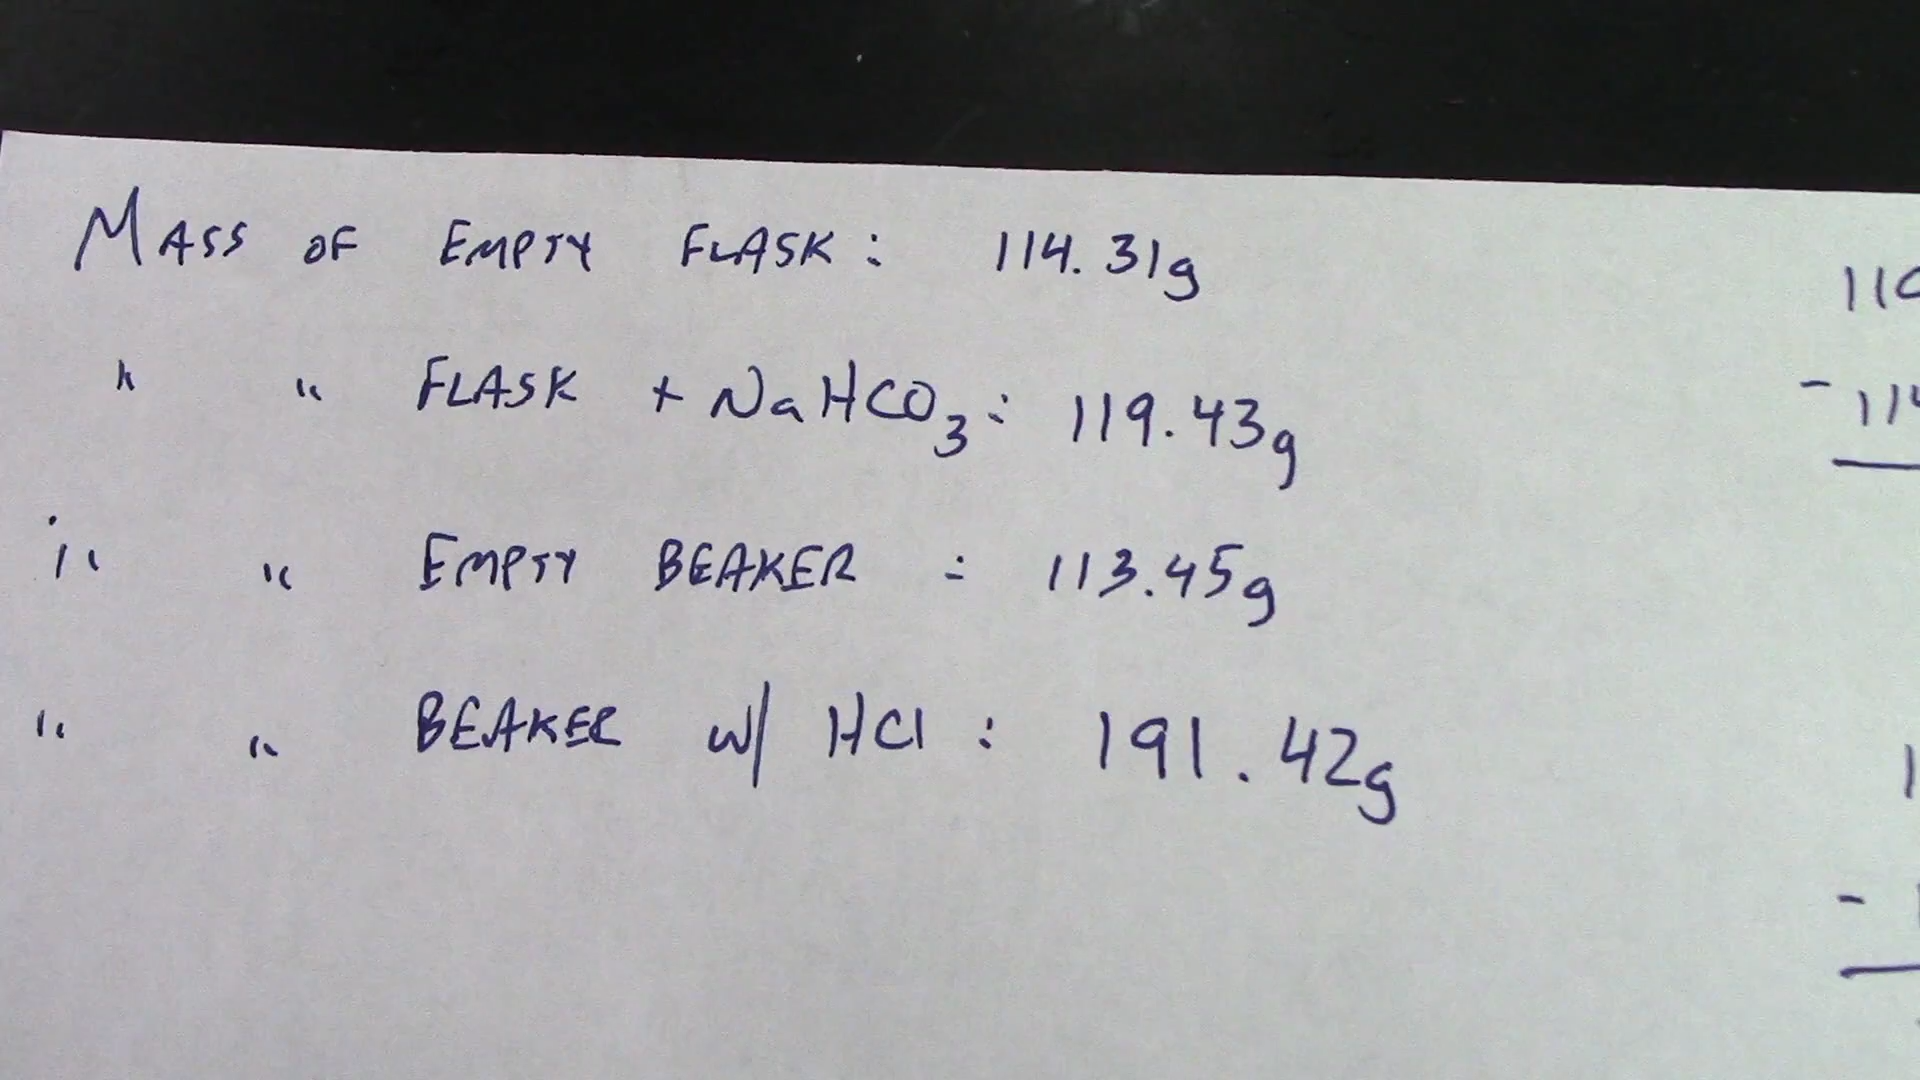 Mass of Empty Flask: 114.31g
" " Flask + NaHCO3: 119.43g
" " Empty Beaker: 113.45g
" " Beaker w/ HCl: 191.42g